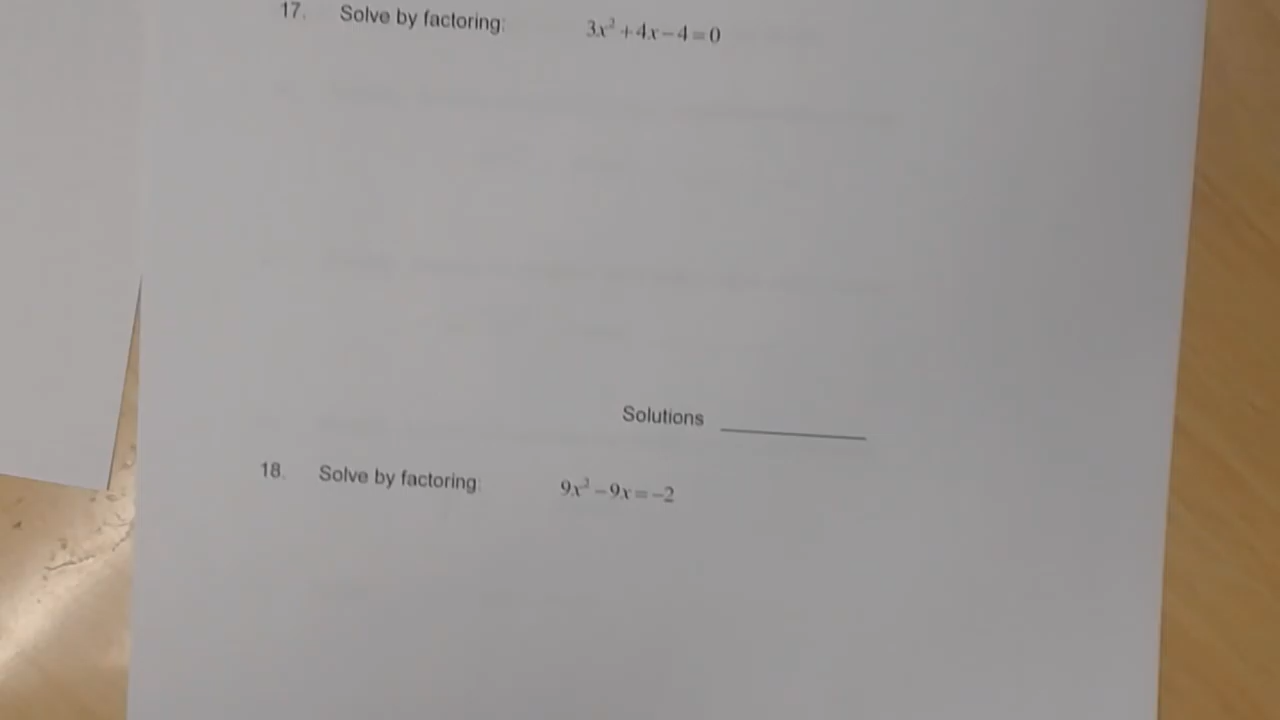 17. Solve by factoring: 3x² + 4x − 4 = 0
Solutions
18. Solve by factoring: 9x² − 9x = −2